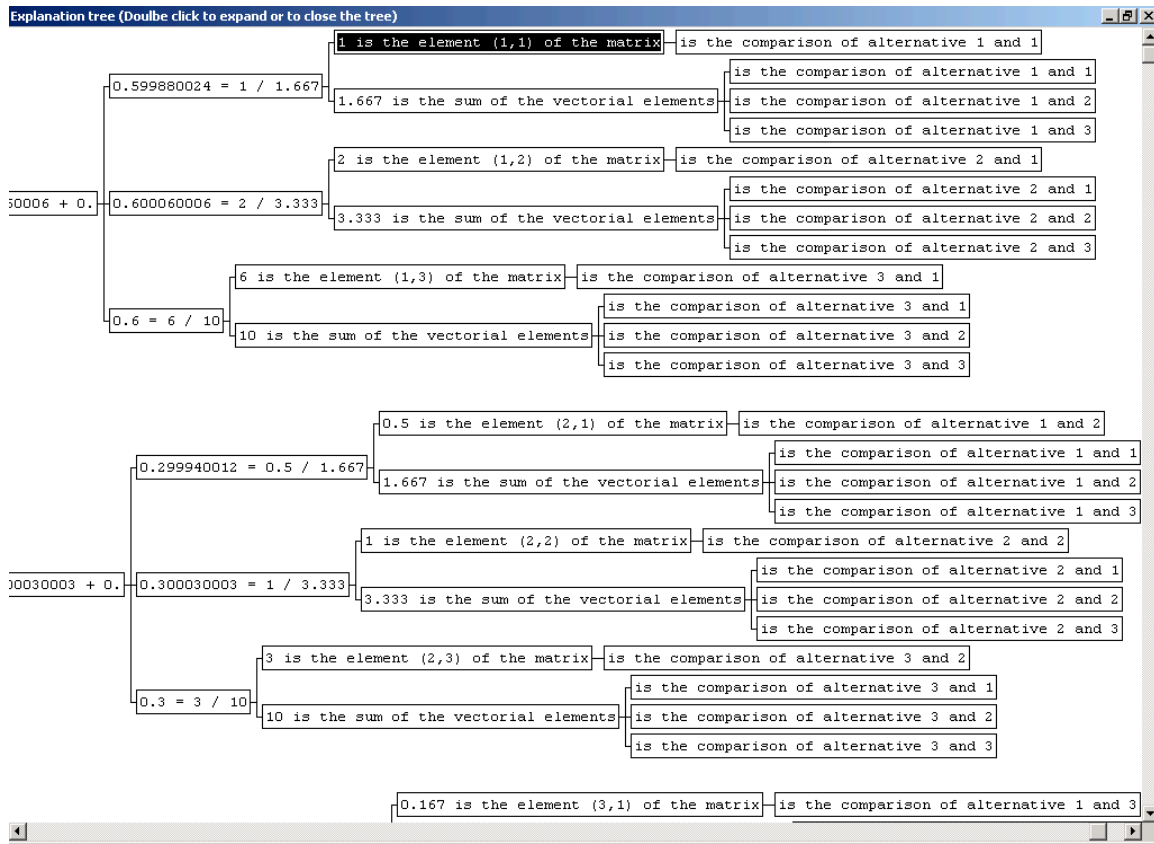 Explanation tree (Doulbe click to expand or to close the tree)
1 is the element (1,1) of the matrix
is the comparison of alternative 1 and 1
0.599880024 = 1 / 1.667
is the comparison of alternative 1 and 1
1.667 is the sum of the vectorial elements
is the comparison of alternative 1 and 2
is the comparison of alternative 1 and 3
2 is the element (1,2) of the matrix
is the comparison of alternative 2 and 1
60006 + 0.
0.600060006 = 2 / 3.333
is the comparison of alternative 2 and 1
3.333 is the sum of the vectorial elements
is the comparison of alternative 2 and 2
is the comparison of alternative 2 and 3
6 is the element (1,3) of the matrix
is the comparison of alternative 3 and 1
0.6 = 6 / 10
is the comparison of alternative 3 and 1
10 is the sum of the vectorial elements
is the comparison of alternative 3 and 2
is the comparison of alternative 3 and 3
0.5 is the element (2,1) of the matrix
is the comparison of alternative 1 and 2
0.299940012 = 0.5 / 1.667
is the comparison of alternative 1 and 1
1.667 is the sum of the vectorial elements
is the comparison of alternative 1 and 2
is the comparison of alternative 1 and 3
1 is the element (2,2) of the matrix
is the comparison of alternative 2 and 2
00030003 + 0.
0.300030003 = 1 / 3.333
is the comparison of alternative 2 and 1
3.333 is the sum of the vectorial elements
is the comparison of alternative 2 and 2
is the comparison of alternative 2 and 3
3 is the element (2,3) of the matrix
is the comparison of alternative 3 and 2
0.3 = 3 / 10
is the comparison of alternative 3 and 1
10 is the sum of the vectorial elements
is the comparison of alternative 3 and 2
is the comparison of alternative 3 and 3
0.167 is the element (3,1) of the matrix
is the comparison of alternative 1 and 3